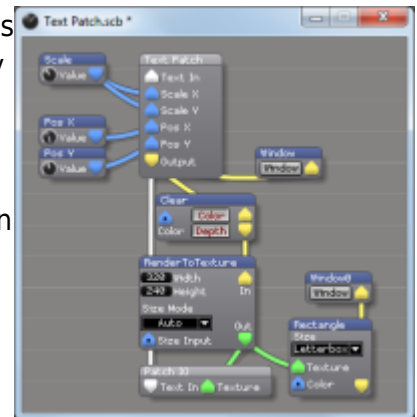 s
y
m
Text Patch.scb *
Scale
Value
Text Patch
Text In
Scale X
Scale Y
Pos X
Pos Y
Output
Pos X
Value
Pos Y
Value
Window
Window
Clear
Color
Color Depth
RenderToTexture
320 Width
240 Height In
Size Mode
Auto Out
Size Input
Window0
Window
Rectangle
Size
Letterbox
Texture
Color
Patch IO
Text In Texture